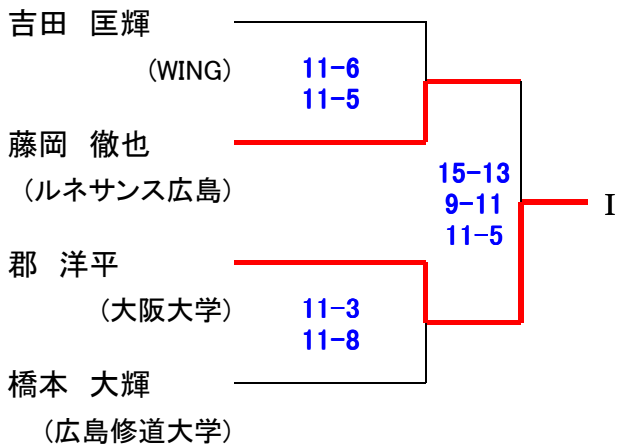 吉田　匡輝
(WING)
11-6
11-5
藤岡　徹也
(ルネサンス広島)
15-13
9-11
11-5
I
郡　洋平
(大阪大学)
11-3
11-8
橋本　大輝
(広島修道大学)